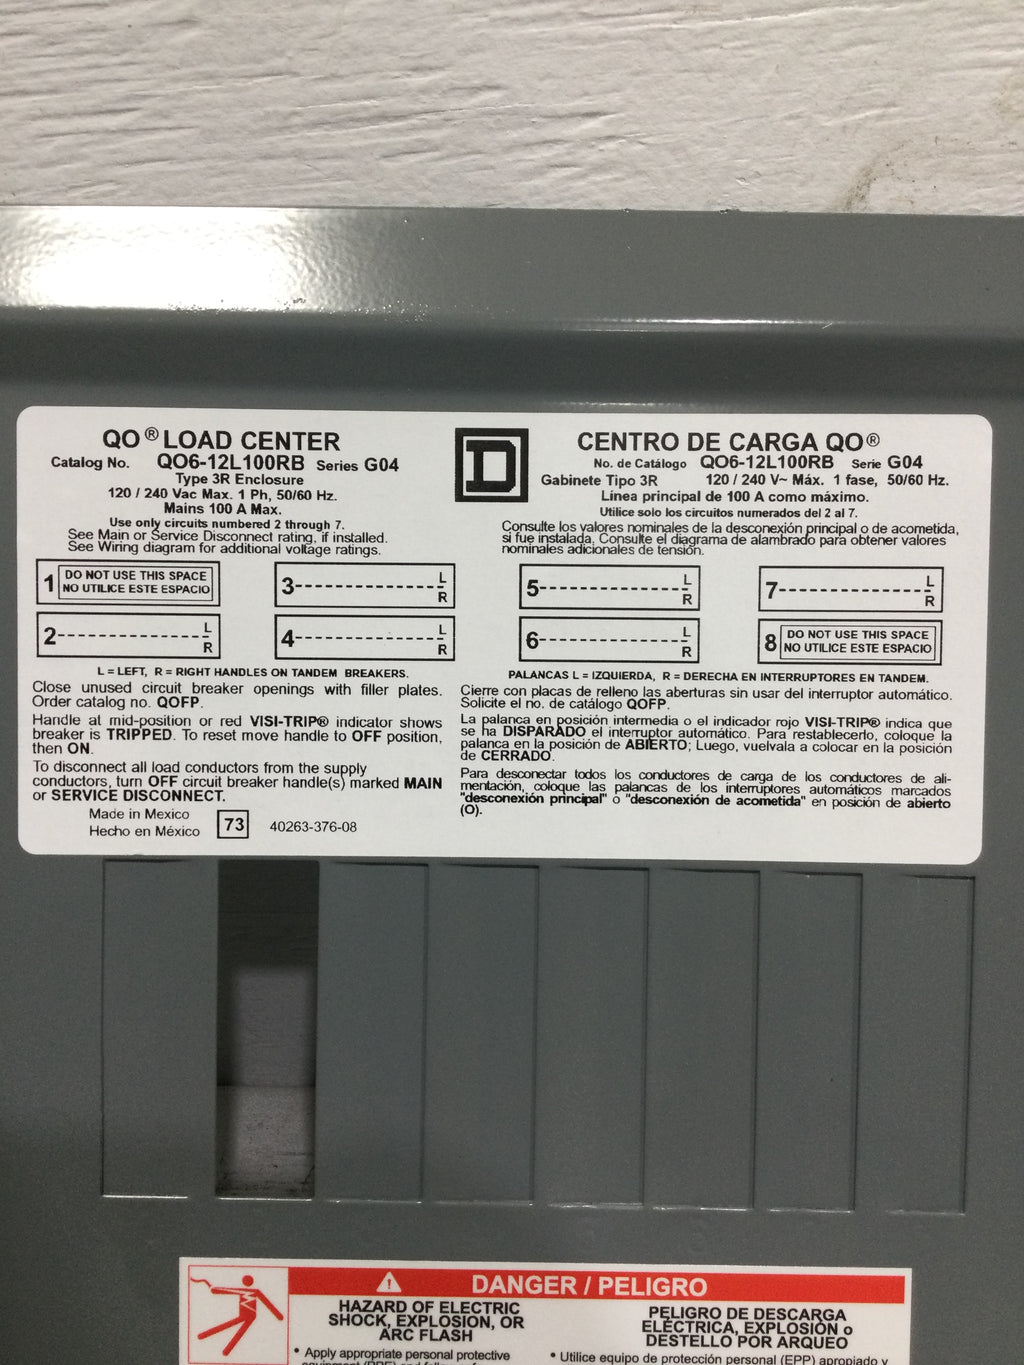 QO® LOAD CENTER
Catalog No. QO6-12L100RB Series G04
Type 3R Enclosure
120 / 240 Vac Max. 1 Ph, 50/60 Hz.
Mains 100 A Max.
Use only circuits numbered 2 through 7.
See Main or Service Disconnect rating, if installed.
See Wiring diagram for additional voltage ratings.
D
CENTRO DE CARGA QO®
No. de Catálogo QO6-12L100RB Serie G04
Gabinete Tipo 3R 120 / 240 V~ Máx. 1 fase, 50/60 Hz.
Línea principal de 100 A como máximo.
Utilice solo los circuitos numerados del 2 al 7.
Consulte los valores nominales de la desconexión principal o de acometida,
si fue instalada. Consulte el diagrama de alambrado para obtener valores
nominales adicionales de tensión.
1 DO NOT USE THIS SPACE
NO UTILICE ESTE ESPACIO
3 L
R
5 L
R
7 L
R
2 L
R
4 L
R
6 L
R
8 DO NOT USE THIS SPACE
NO UTILICE ESTE ESPACIO
L = LEFT, R = RIGHT HANDLES ON TANDEM BREAKERS.
Close unused circuit breaker openings with filler plates.
Order catalog no. QOFP.
Handle at mid-position or red VISI-TRIP® indicator shows
breaker is TRIPPED. To reset move handle to OFF position,
then ON.
To disconnect all load conductors from the supply
conductors, turn OFF circuit breaker handle(s) marked MAIN
or SERVICE DISCONNECT.
Made in Mexico
Hecho en México
73
40263-376-08
PALANCAS L = IZQUIERDA, R = DERECHA EN INTERRUPTORES EN TANDEM.
Cierre con placas de relleno las aberturas sin usar del interruptor automático.
Solicite el no. de catálogo QOFP.
La palanca en posición intermedia o el indicador rojo VISI-TRIP® indica que
se ha DISPARADO el interruptor automático. Para restablecerlo, coloque la
palanca en la posición de ABIERTO; Luego, vuelvala a colocar en la posición
de CERRADO.
Para desconectar todos los conductores de carga de los conductores de ali-
mentación, coloque las palancas de los interruptores automáticos marcados
"desconexión principal" o "desconexión de acometida" en posición de abierto
(O).
DANGER / PELIGRO
HAZARD OF ELECTRIC
SHOCK, EXPLOSION, OR
ARC FLASH
• Apply appropriate personal protective
PELIGRO DE DESCARGA
ELÉCTRICA, EXPLOSIÓN o
DESTELLO POR ARQUEO
• Utilice equipo de protección personal (EPP) apropiado y